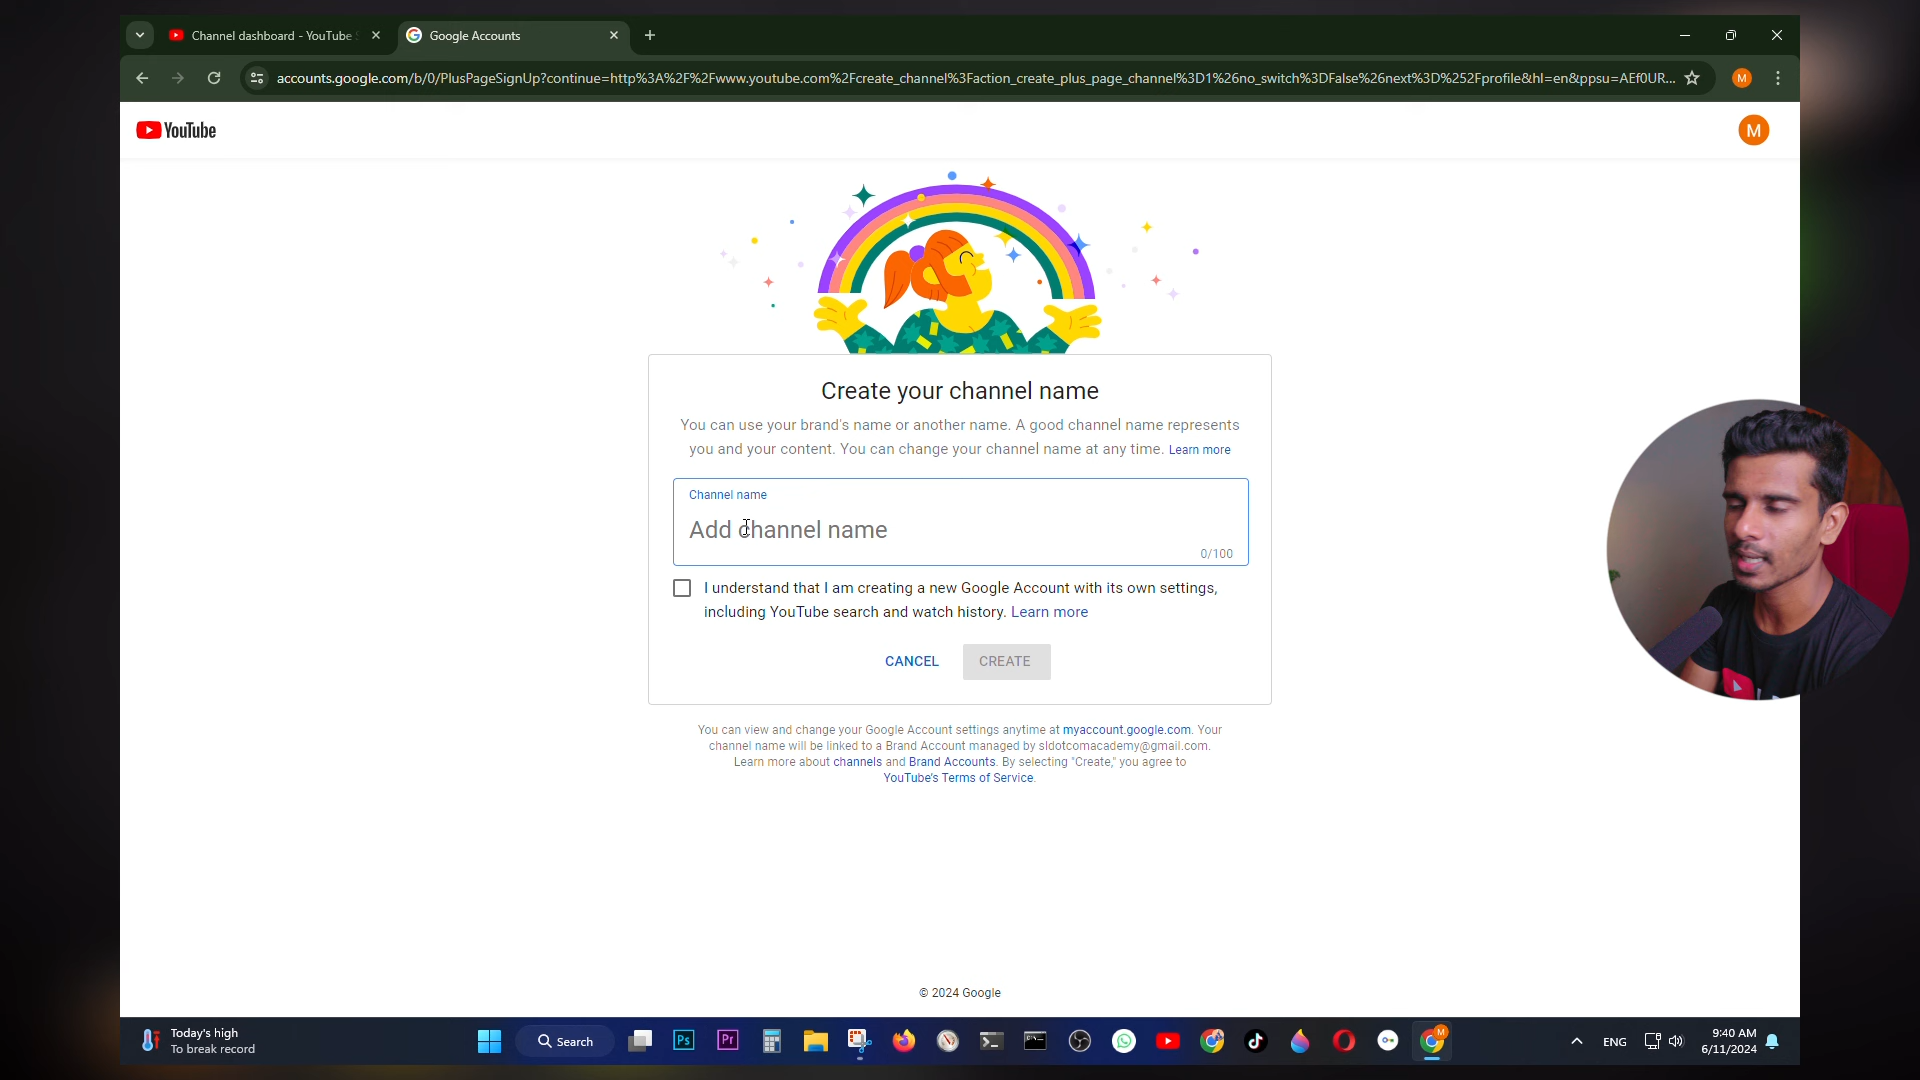 Channel dashboard - YouTube
Google Accounts
accounts.google.com/b/0/PlusPageSignUp?continue=http%3A%2F%2Fwww.youtube.com%2Fcreate_channel%3Faction_create_plus_page_channel%3D1%26no_switch%3DFalse%26next%3D%252Fprofile&hl=en&ppsu=AEf0UR...
M
YouTube
M
Create your channel name
You can use your brand's name or another name. A good channel name represents
you and your content. You can change your channel name at any time. Learn more
Channel name
Add channel name
0/100
I understand that I am creating a new Google Account with its own settings,
including YouTube search and watch history. Learn more
CANCEL
CREATE
You can view and change your Google Account settings anytime at myaccount.google.com. Your
channel name will be linked to a Brand Account managed by sldotcomacademy@gmail.com.
Learn more about channels and Brand Accounts. By selecting "Create," you agree to
YouTube's Terms of Service.
© 2024 Google
Today's high
To break record
Search
Ps
Pr
M
ENG
9:40 AM
6/11/2024